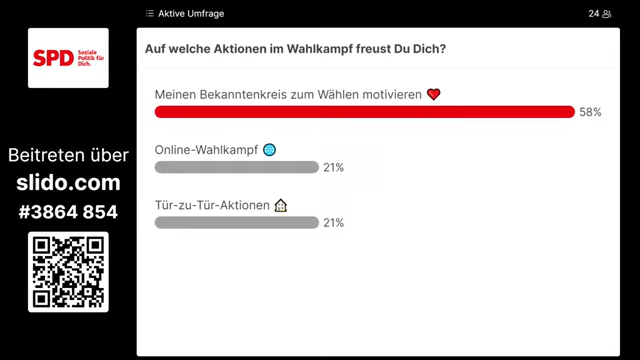 Aktive Umfrage
24
SPD Soziale
Politik für
Dich.
Beitreten über
slido.com
#3864 854
Auf welche Aktionen im Wahlkampf freust Du Dich?
Meinen Bekanntenkreis zum Wählen motivieren ❤️
58%
Online-Wahlkampf 🌐
21%
Tür-zu-Tür-Aktionen 🏠
21%